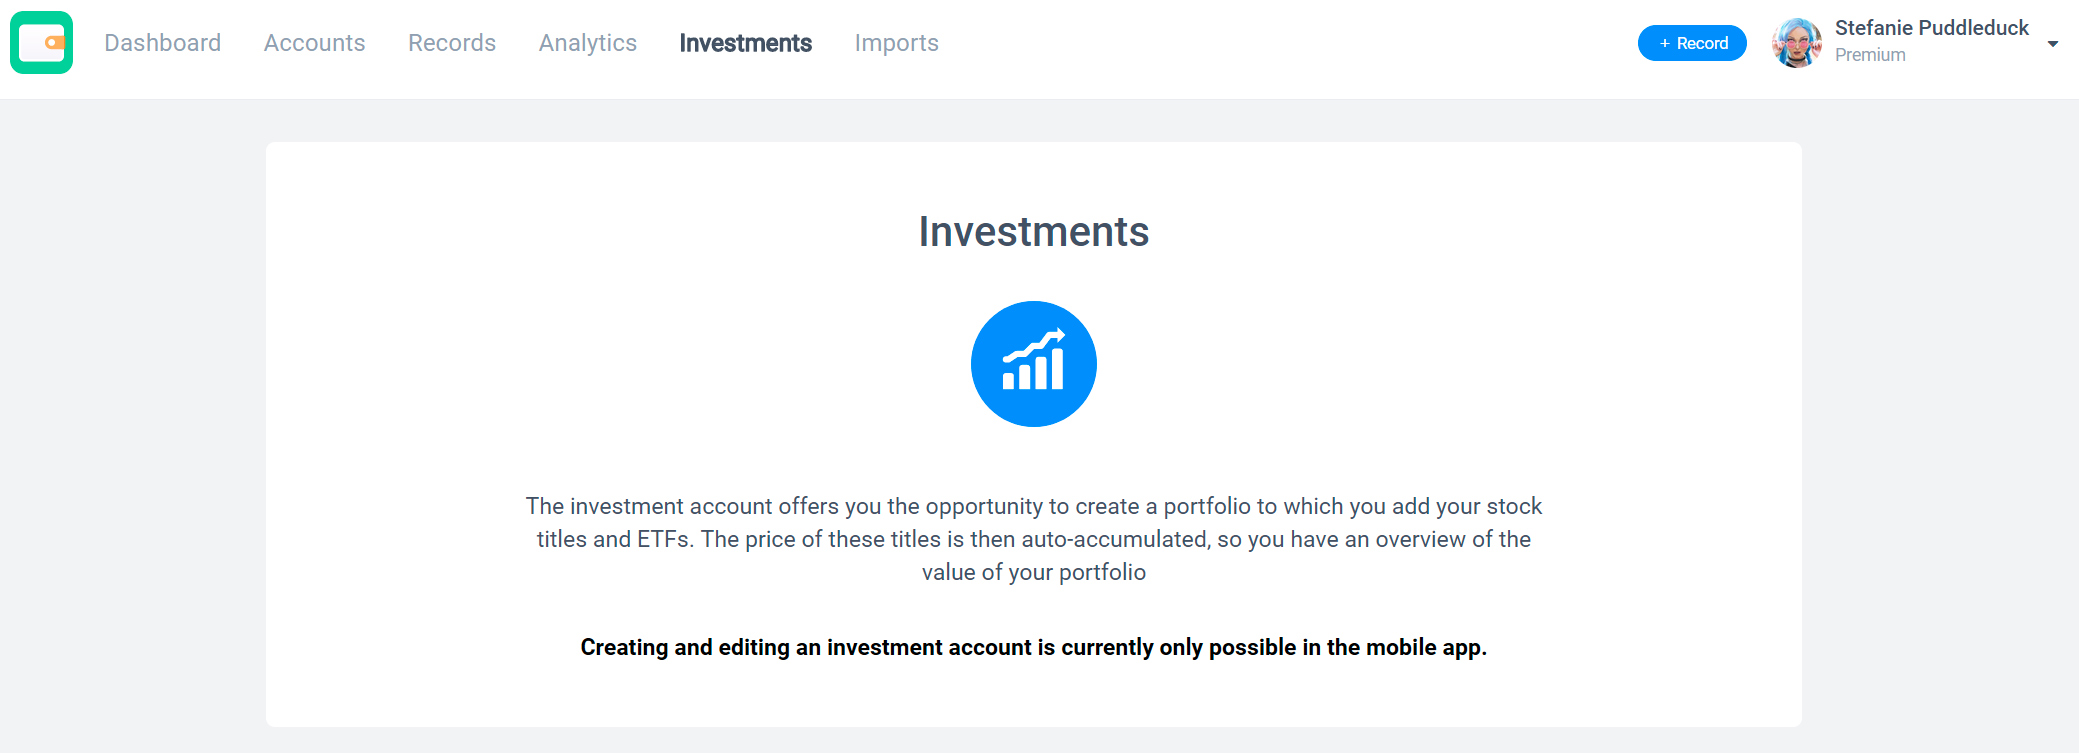 Dashboard Accounts Records Analytics Investments Imports
+ Record
Stefanie Puddleduck
Premium
Investments
The investment account offers you the opportunity to create a portfolio to which you add your stock
titles and ETFs. The price of these titles is then auto-accumulated, so you have an overview of the
value of your portfolio
Creating and editing an investment account is currently only possible in the mobile app.